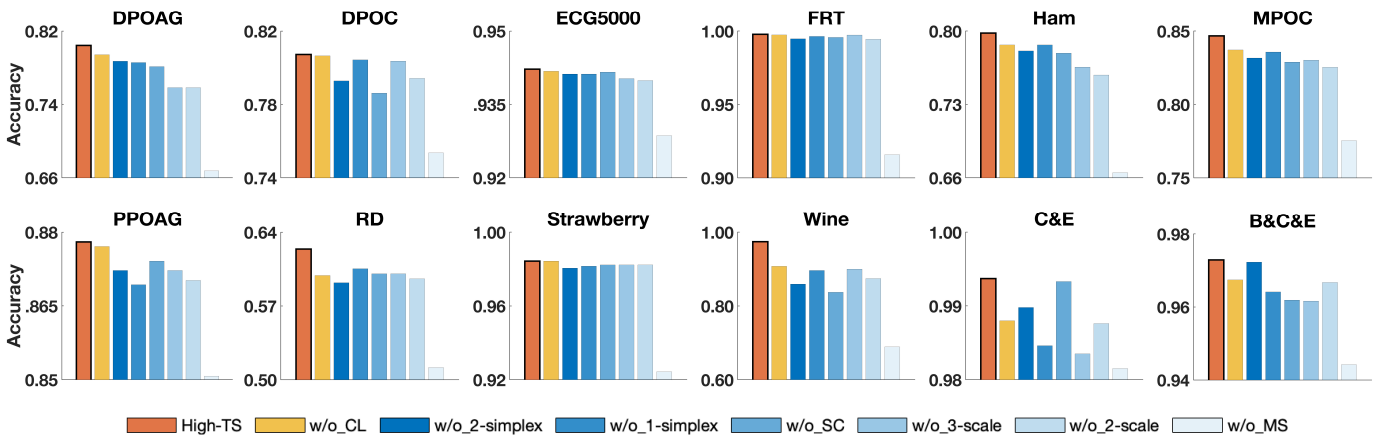 DPOAG DPOC ECG5000 FRT Ham MPOC
0.82 0.82 0.95 1.00 0.80 0.85
Accuracy
0.74 0.78 .935 0.95 0.73 0.80
0.66 0.74 0.92 0.90 0.66 0.75
PPOAG RD Strawberry Wine C&E B&C&E
0.88 0.64 1.00 1.00 1.00 0.98
Accuracy
0.865 0.57 0.96 0.80 0.99 0.96
0.85 0.50 0.92 0.60 0.98 0.94
High-TS w/o_CL w/o_2-simplex w/o_1-simplex w/o_SC w/o_3-scale w/o_2-scale w/o_MS